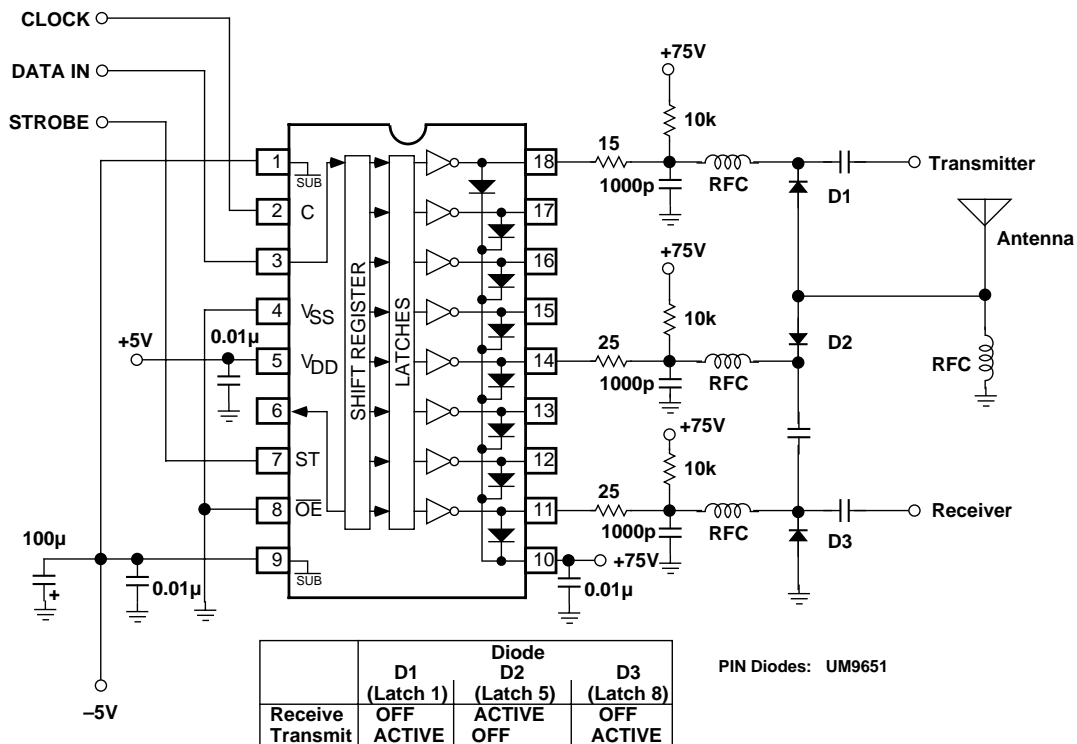 CLOCK
DATA IN
STROBE
+75V
10k
15
1000p
RFC
D1
Transmitter
Antenna
1
SUB
18
2
C
17
3
16
4
VSS
15
+5V
0.01µ
5
VDD
14
6
13
7
ST
12
8
OE
11
9
SUB
10
SHIFT REGISTER
LATCHES
+75V
10k
25
1000p
RFC
D2
RFC
+75V
10k
25
1000p
RFC
D3
Receiver
100µ
+
0.01µ
+75V
0.01µ
–5V
Diode
D1 D2 D3
(Latch 1) (Latch 5) (Latch 8)
Receive OFF ACTIVE OFF
Transmit ACTIVE OFF ACTIVE
PIN Diodes: UM9651